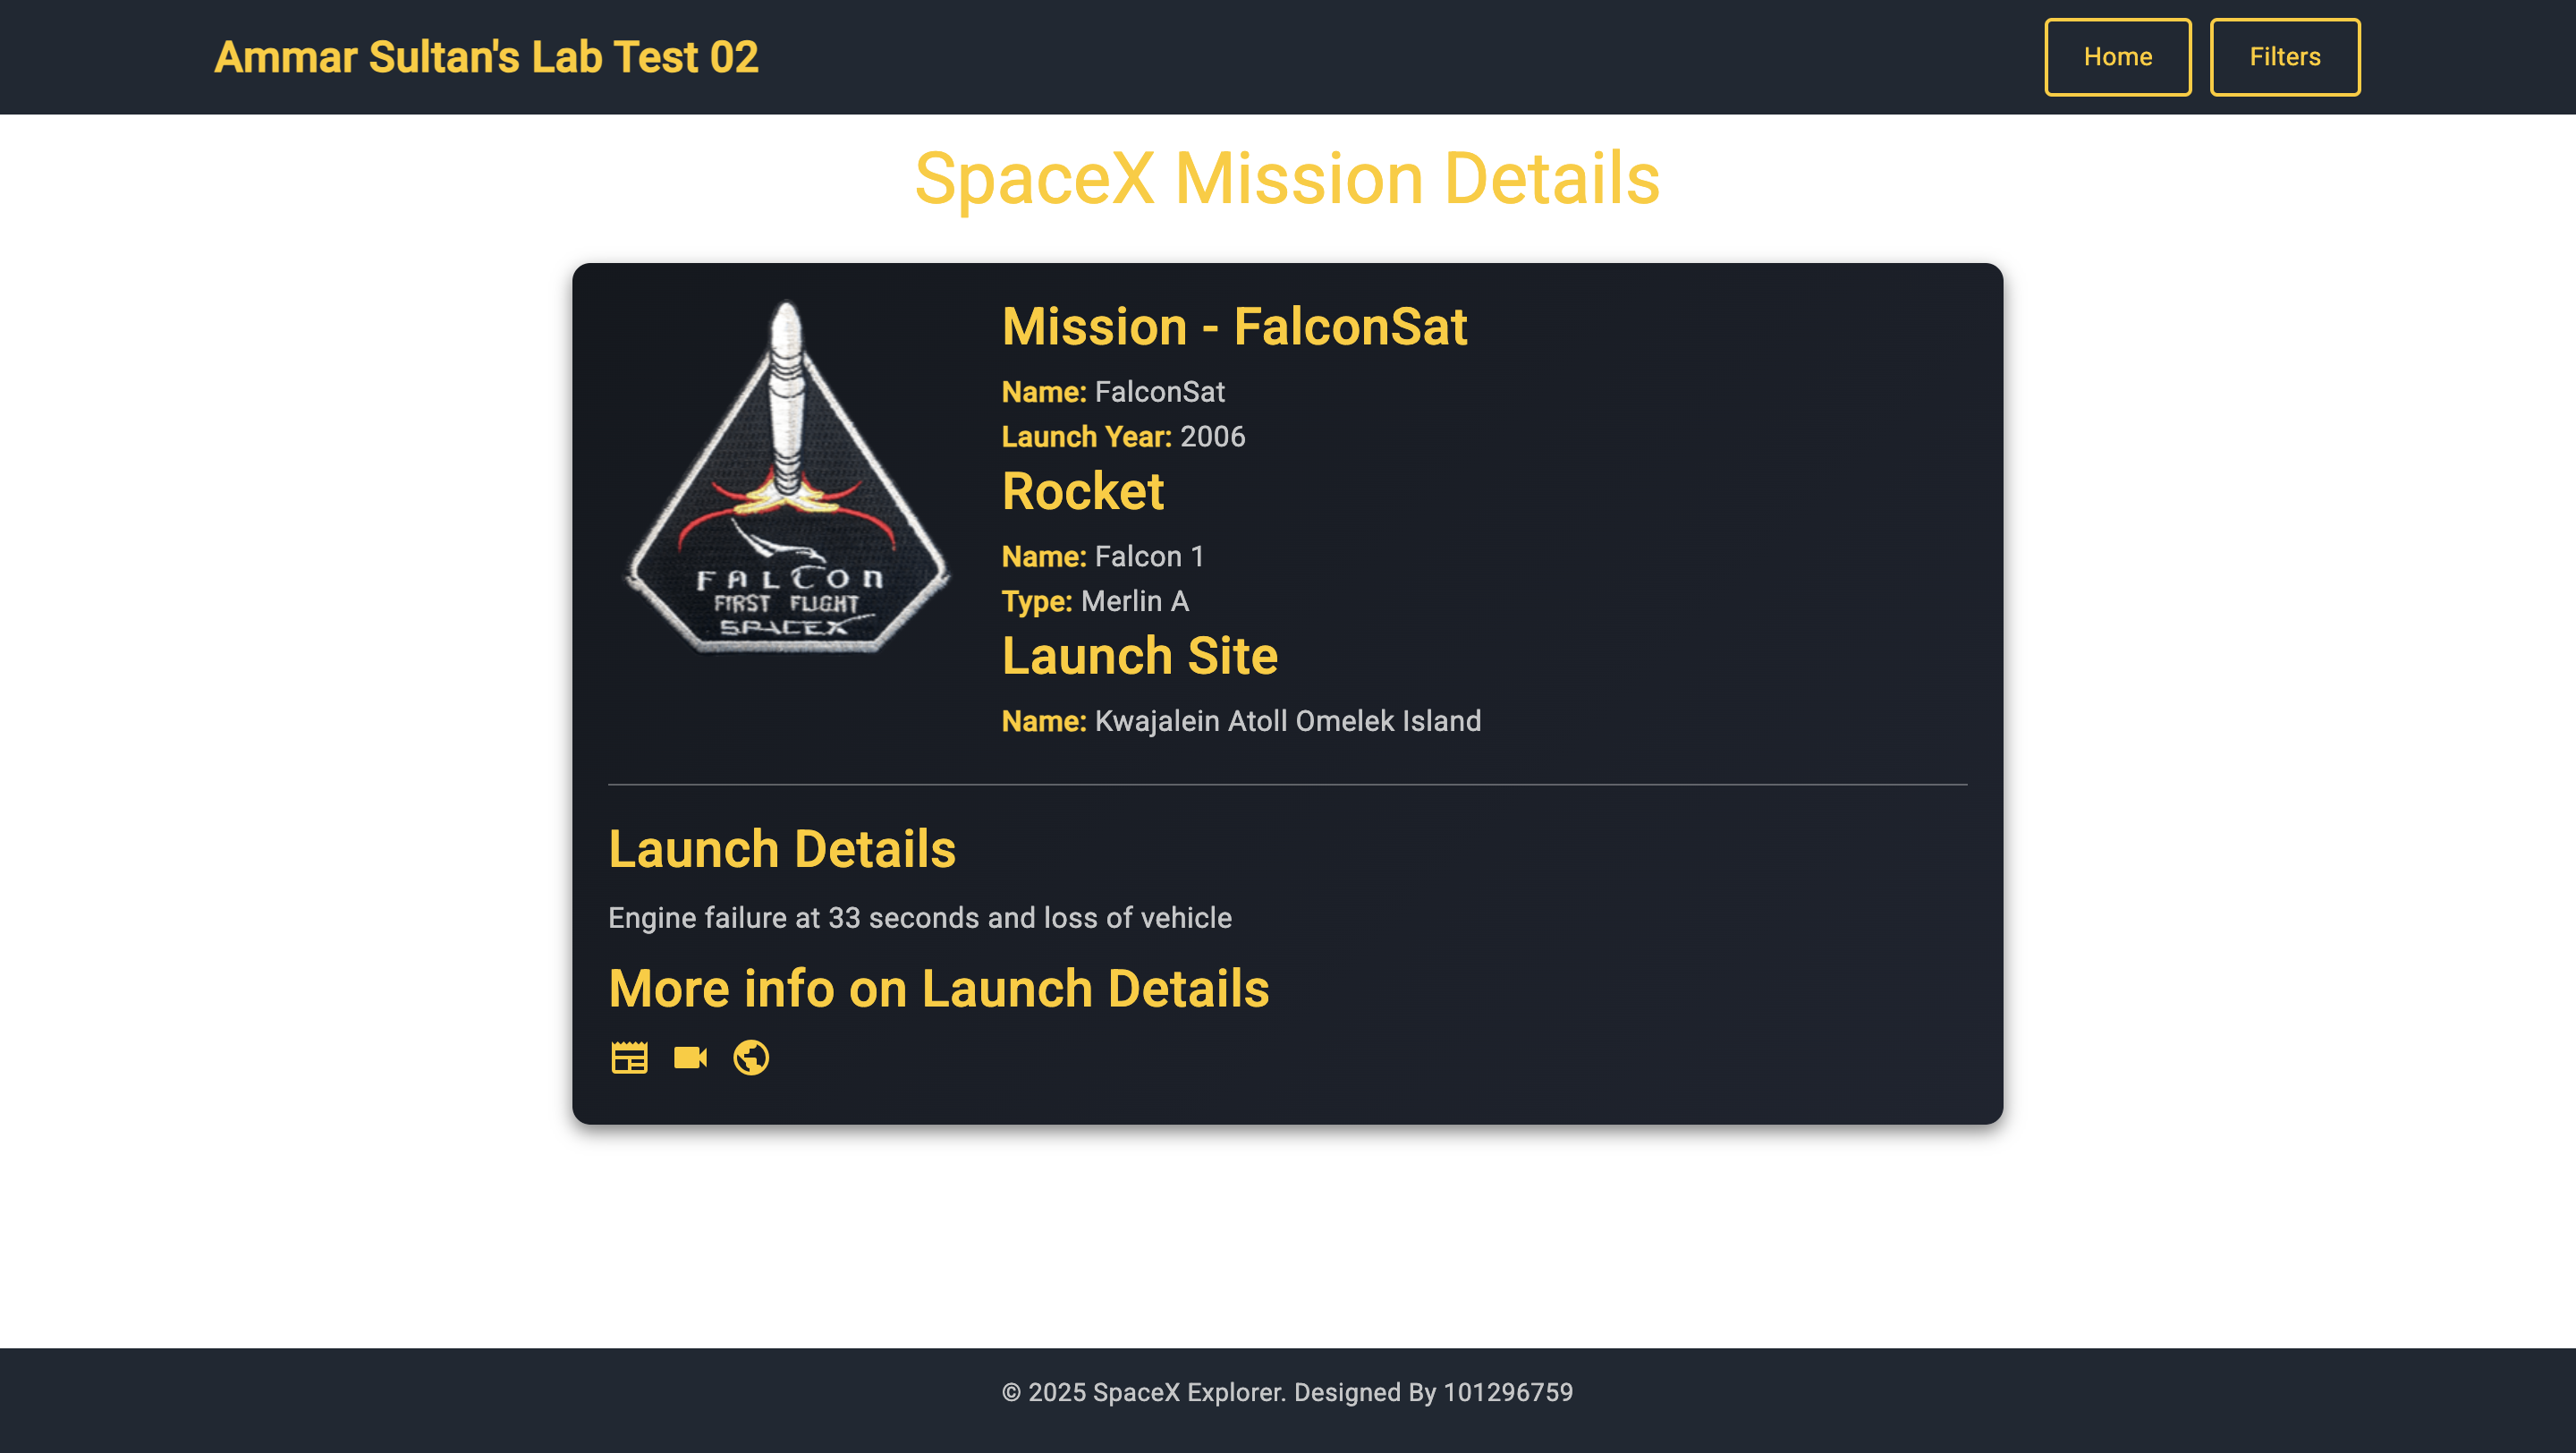 Ammar Sultan's Lab Test 02
Home
Filters
SpaceX Mission Details
FALCON
FIRST FLIGHT
SPACEX
Mission - FalconSat
Name: FalconSat
Launch Year: 2006
Rocket
Name: Falcon 1
Type: Merlin A
Launch Site
Name: Kwajalein Atoll Omelek Island
Launch Details
Engine failure at 33 seconds and loss of vehicle
More info on Launch Details
© 2025 SpaceX Explorer. Designed By 101296759